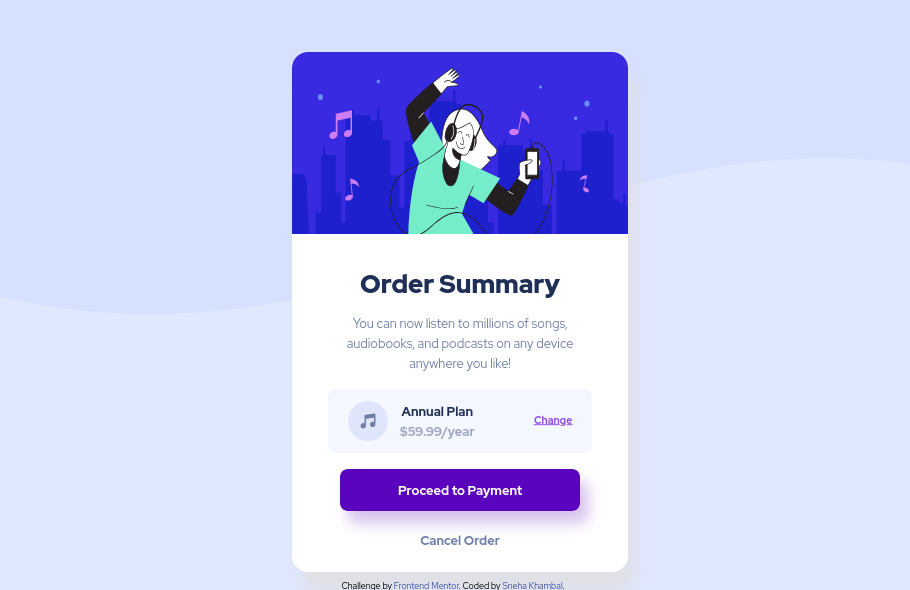 Order Summary
You can now listen to millions of songs,
audiobooks, and podcasts on any device
anywhere you like!
Annual Plan
$59.99/year
Change
Proceed to Payment
Cancel Order
Challenge by Frontend Mentor. Coded by Sneha Khambal.